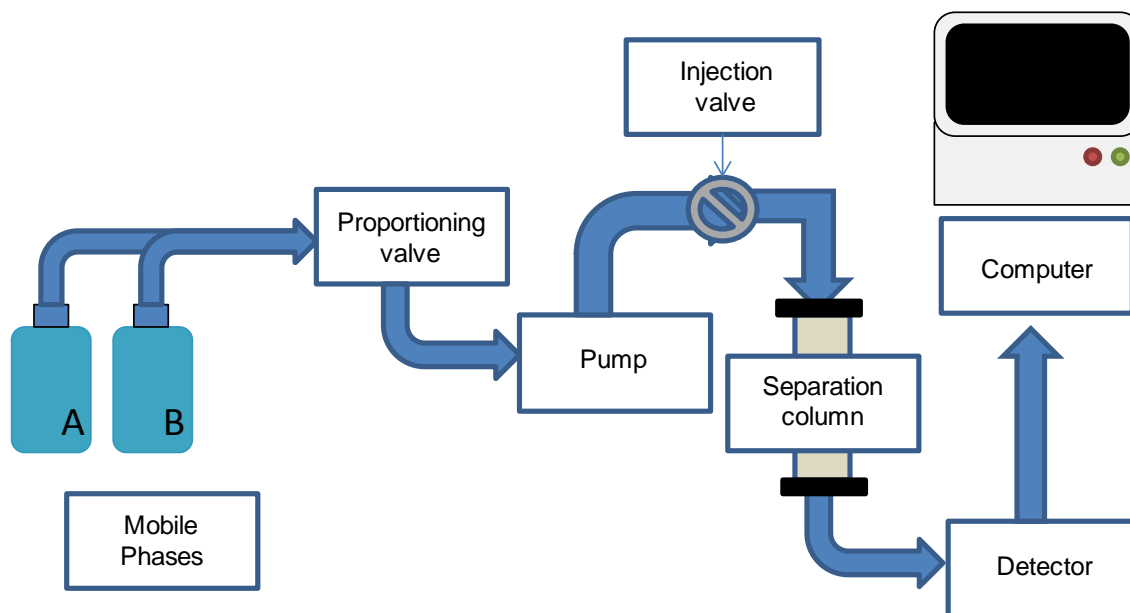 Injection
valve
Proportioning
valve
Computer
Pump
Separation
column
A
B
Mobile
Phases
Detector